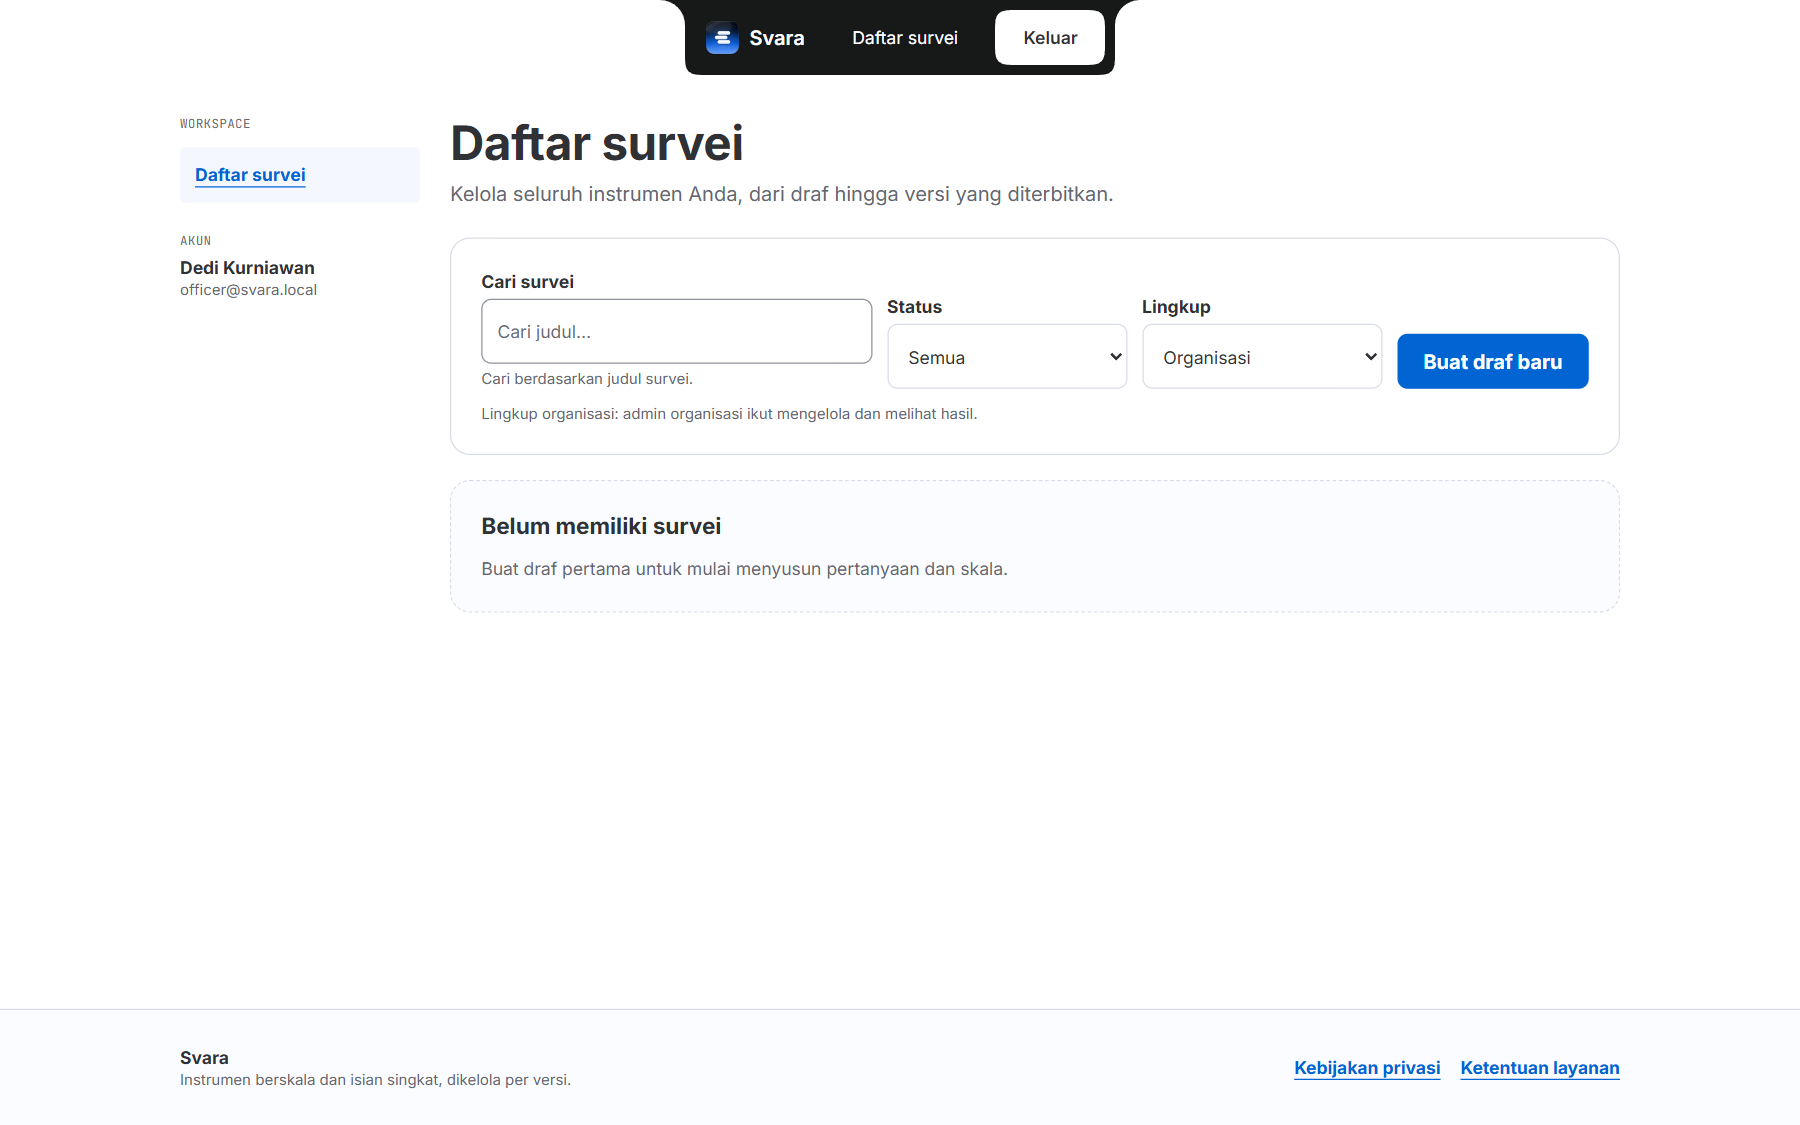 Svara
Daftar survei
Keluar
WORKSPACE
Daftar survei
AKUN
Dedi Kurniawan
officer@svara.local
Daftar survei
Kelola seluruh instrumen Anda, dari draf hingga versi yang diterbitkan.
Cari survei
Cari judul...
Cari berdasarkan judul survei.
Status
Semua
Lingkup
Organisasi
Buat draf baru
Lingkup organisasi: admin organisasi ikut mengelola dan melihat hasil.
Belum memiliki survei
Buat draf pertama untuk mulai menyusun pertanyaan dan skala.
Svara
Instrumen berskala dan isian singkat, dikelola per versi.
Kebijakan privasi
Ketentuan layanan